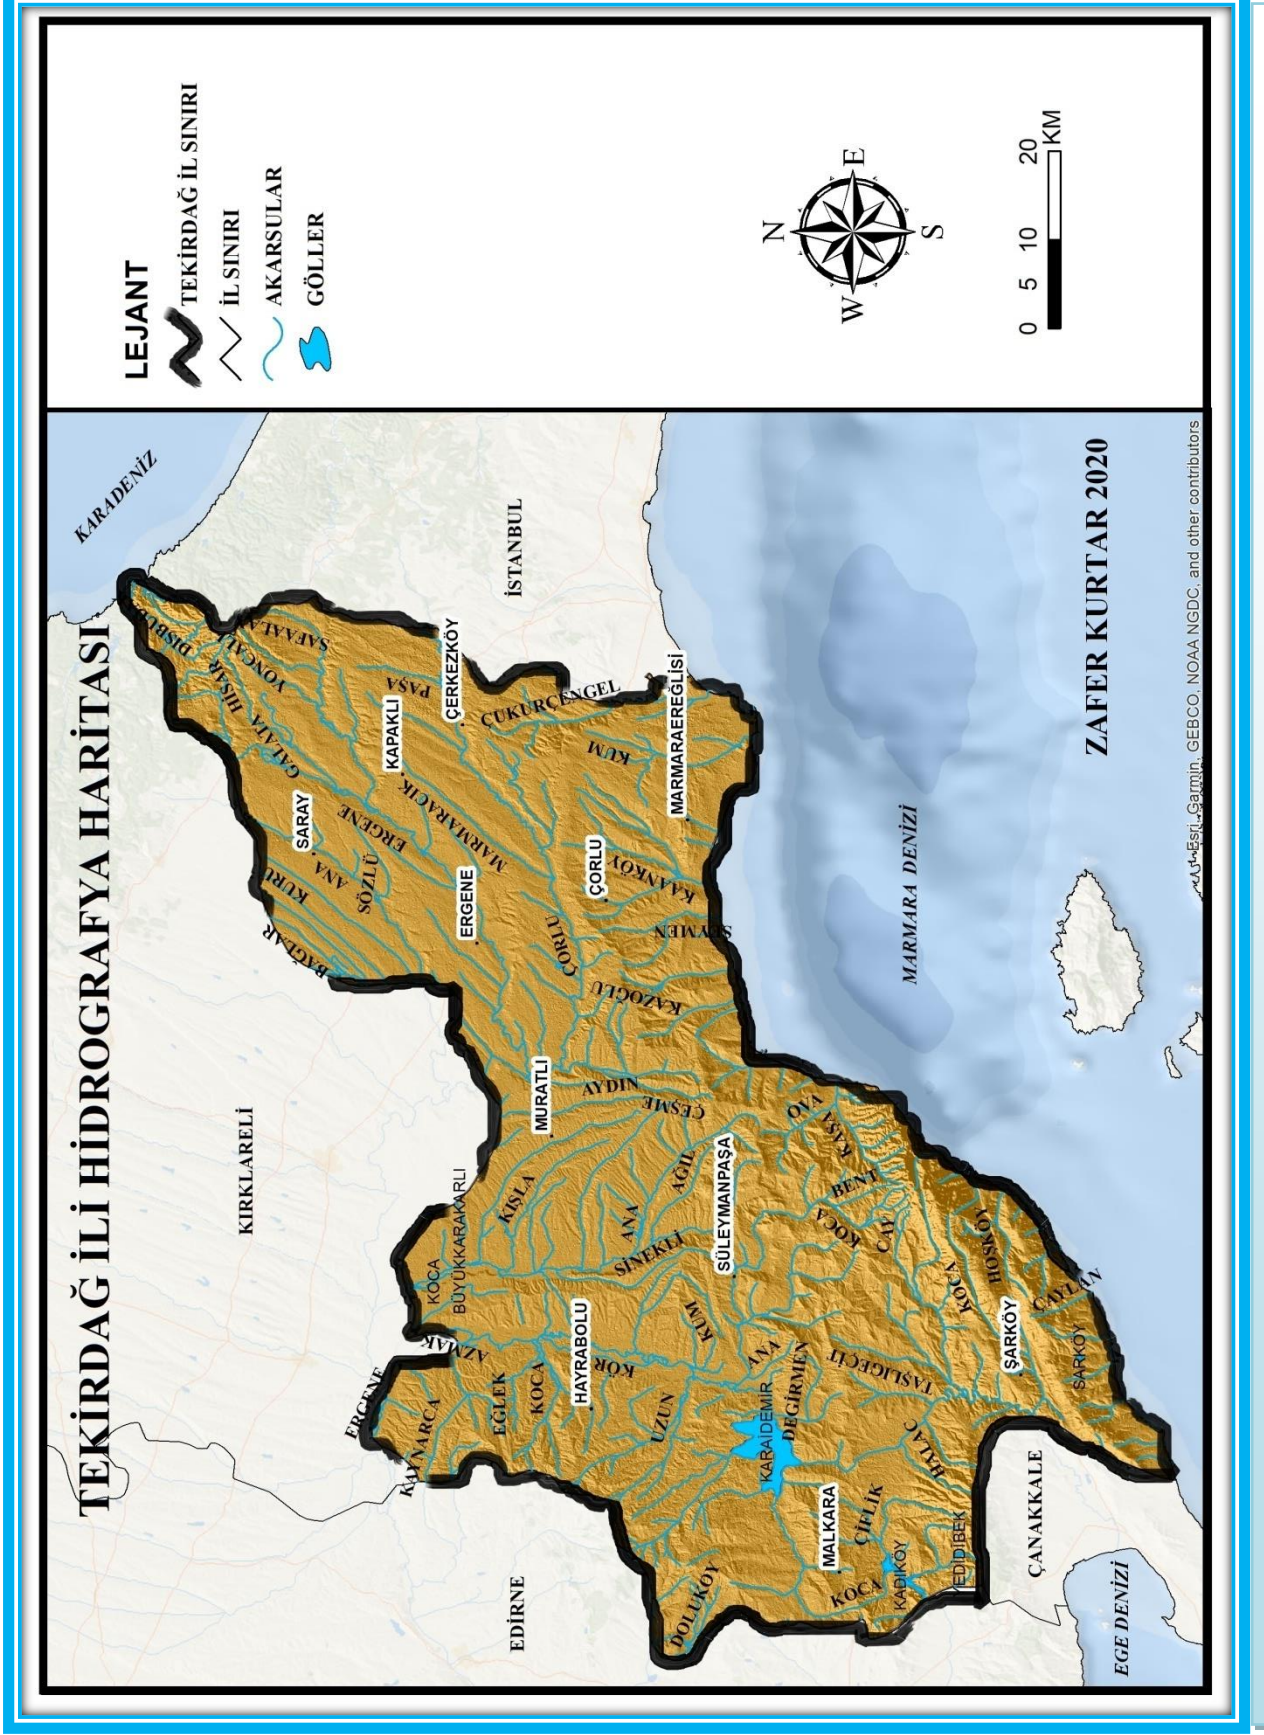 TEKİRDAĞ İLİ HİDROGRAFYA HARİTASI
KARADENİZ
KIRKLARELİ
İSTANBUL
EDİRNE
ÇANAKKALE
EGE DENİZİ
MARMARA DENİZİ
SAFAALAN
YONCALI
HİSAR
GALATA
PAŞA
ÇERKEZKÖY
KAPAKLI
SARAY
ERGENE
MARMARACIK
ANA
SÖZLÜ
KURU
BAĞLAR
ERGENE
ÇUKURÇENGEL
KUM
MARMARAEREĞLİSİ
ÇORLU
KAANKÖY
SEYMEN
ÇORLU
KAZOĞLU
MURATLI
AYDIN
ÇEŞME
KIŞLA
BÜYÜKKARAKARLI
KOCA
AZMAK
ERGENE
KAYNARCA
EĞLEK
KOCA
HAYRABOLU
KÖR
SİNEKLİ
ANA
AĞIL
SÜLEYMANPAŞA
OVA
KAŞA
BENT
KOCA
ÇAY
KUM
UZUN
ANA
DEĞİRMEN
KARAİDEMİR
TAŞLIGEÇİT
KOCA
HOŞKÖY
ÇAYLAN
ŞARKÖY
ŞARKÖY
HALAÇ
ÇİFLİK
MALKARA
KOCA
KADIKÖY
EDİDİBEK
DOLUKÖY
ZAFER KURTAR 2020
Esri, Garmin, GEBCO, NOAA NGDC, and other contributors
LEJANT
TEKİRDAĞ İL SINIRI
İL SINIRI
AKARSULAR
GÖLLER
N
W
E
S
0 5 10 20
KM